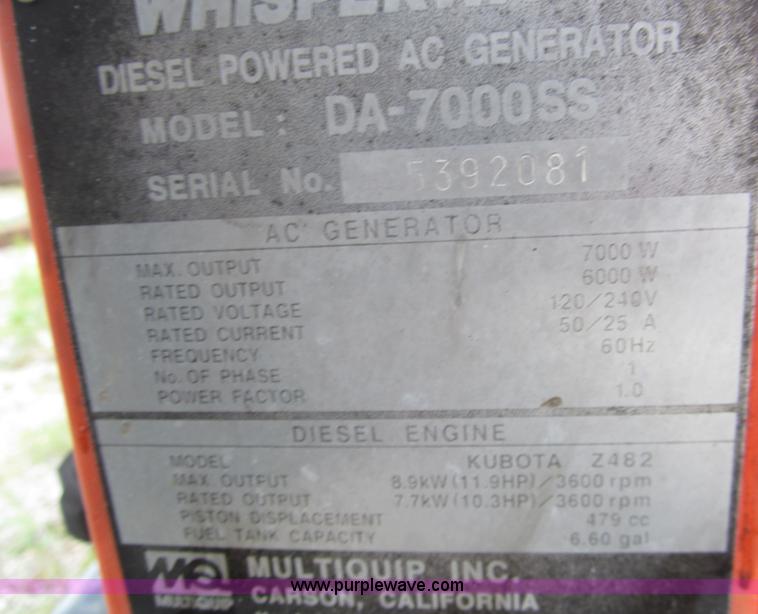 DIESEL POWERED AC GENERATOR
MODEL: DA-7000SS
SERIAL No. 5392081
AC GENERATOR
MAX. OUTPUT 7000 W
RATED OUTPUT 6000 W
RATED VOLTAGE 120/240V
RATED CURRENT 50/25 A
FREQUENCY 60Hz
No. OF PHASE 1
POWER FACTOR 1.0
DIESEL ENGINE
MODEL KUBOTA Z482
MAX. OUTPUT 8.9kW(11.9HP)/3600 rpm
RATED OUTPUT 7.7kW(10.3HP)/3600 rpm
PISTON DISPLACEMENT 479 cc
FUEL TANK CAPACITY 6.60 gal
MQ MULTIQUIP INC.
MULTIQUIP CARSON, CALIFORNIA
www.purplewave.com